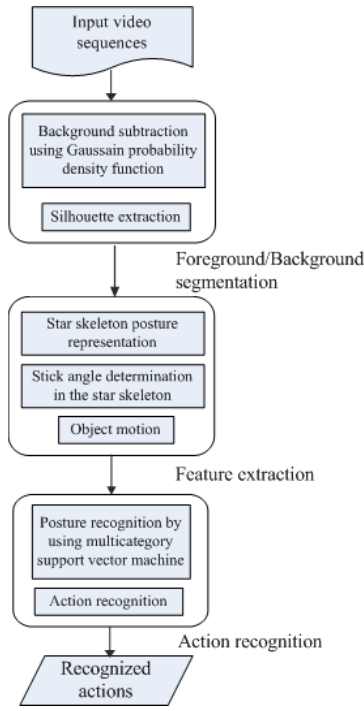 Input video
sequences
Background subtraction
using Gaussain probability
density function
Silhouette extraction
Foreground/Background
segmentation
Star skeleton posture
representation
Stick angle determination
in the star skeleton
Object motion
Feature extraction
Posture recognition by
using multicategory
support vector machine
Action recognition
Action recognition
Recognized
actions